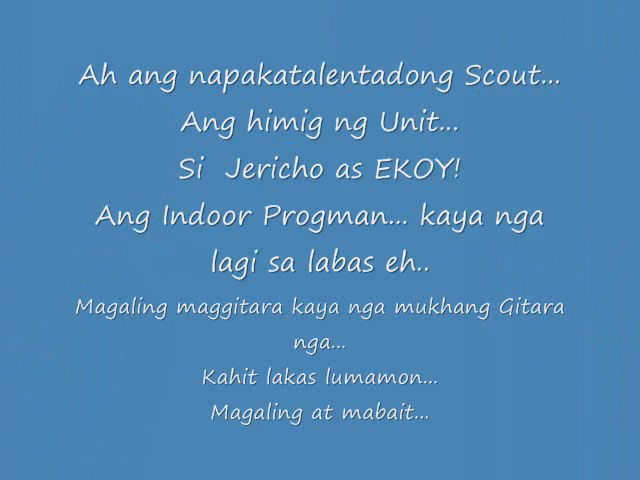 Ah ang napakatalentadong Scout...
Ang himig ng Unit...
Si Jericho as EKOY!
Ang Indoor Progman... kaya nga
lagi sa labas eh..
Magaling maggitara kaya nga mukhang Gitara
nga...
Kahit lakas lumamon...
Magaling at mabait...